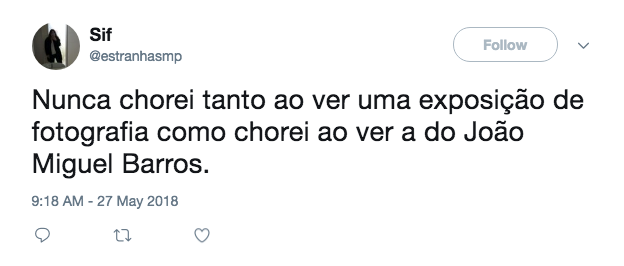 Sif
@estranhasmp
Follow
Nunca chorei tanto ao ver uma exposição de
fotografia como chorei ao ver a do João
Miguel Barros.
9:18 AM - 27 May 2018